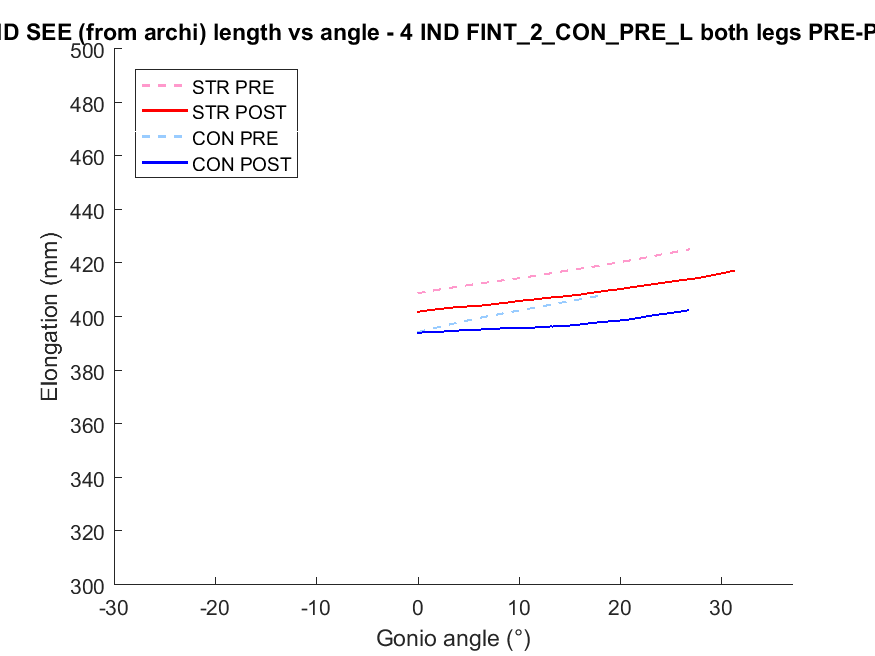 ND SEE (from archi) length vs angle - 4 IND FINT_2_CON_PRE_L both legs PRE-P
500
480
460
440
420
400
380
360
340
320
300
Elongation (mm)
STR PRE
STR POST
CON PRE
CON POST
-30
-20
-10
0
10
20
30
Gonio angle (°)